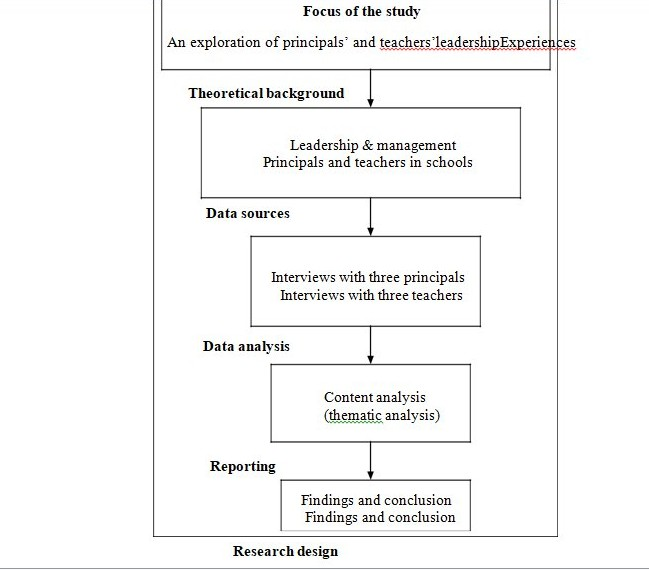 Focus of the study
An exploration of principals’ and teachers’leadershipExperiences
Theoretical background
Leadership & management
Principals and teachers in schools
Data sources
Interviews with three principals
Interviews with three teachers
Data analysis
Content analysis
(thematic analysis)
Reporting
Findings and conclusion
Findings and conclusion
Research design